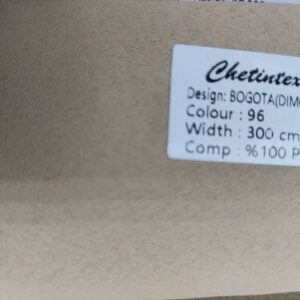 Chetintex
Design: BOGOTA(DIM
Colour : 96
Width : 300 cm
Comp : %100 P